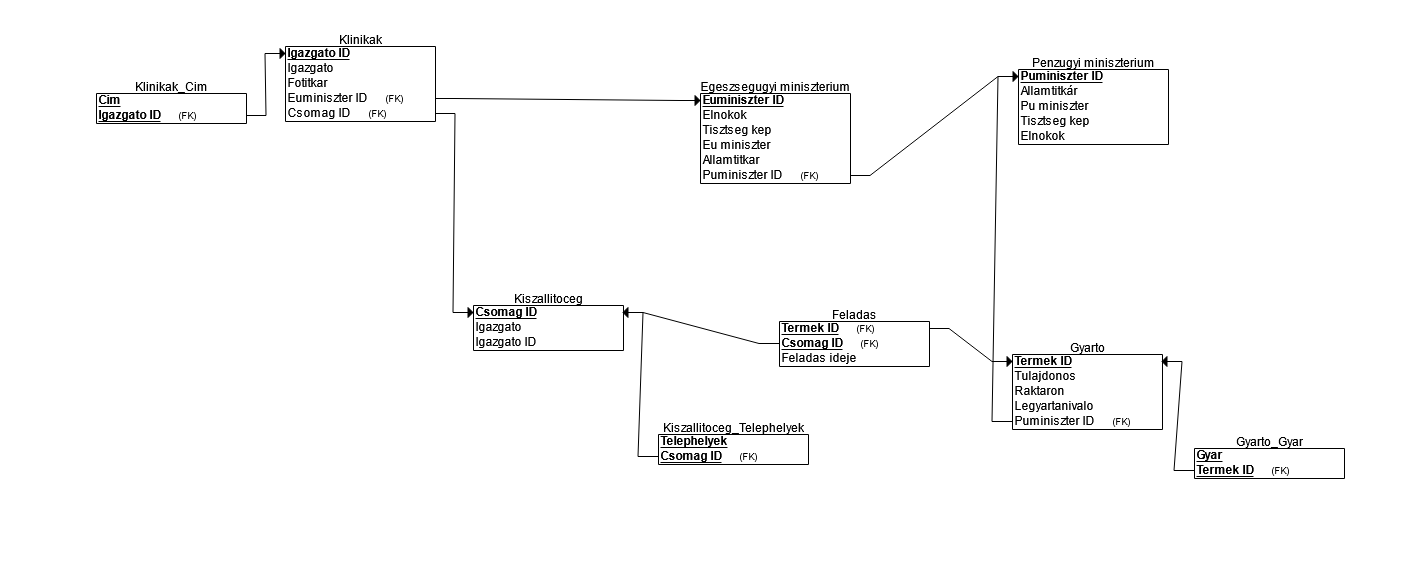 Klinikak_Cim
Cim
Igazgato ID (FK)
Klinikak
Igazgato ID
Igazgato
Fotitkar
Euminiszter ID (FK)
Csomag ID (FK)
Egeszsegugyi miniszterium
Euminiszter ID
Elnokok
Tisztseg kep
Eu miniszter
Allamtitkar
Puminiszter ID (FK)
Penzugyi miniszterium
Puminiszter ID
Allamtitkár
Pu miniszter
Tisztseg kep
Elnokok
Kiszallitoceg
Csomag ID
Igazgato
Igazgato ID
Feladas
Termek ID (FK)
Csomag ID (FK)
Feladas ideje
Gyarto
Termek ID
Tulajdonos
Raktaron
Legyartanivalo
Puminiszter ID (FK)
Kiszallitoceg_Telephelyek
Telephelyek
Csomag ID (FK)
Gyarto_Gyar
Gyar
Termek ID (FK)